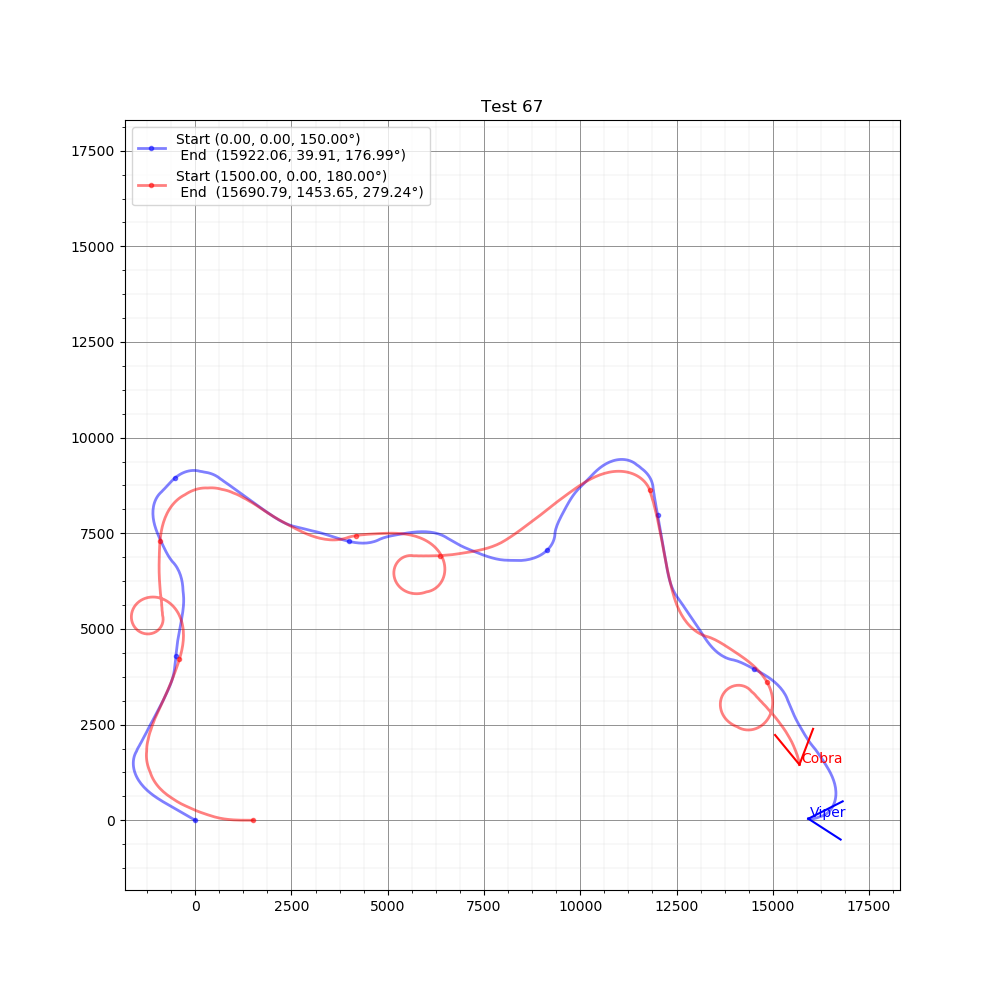 Test 67
Start (0.00, 0.00, 150.00°)
End (15922.06, 39.91, 176.99°)
Start (1500.00, 0.00, 180.00°)
End (15690.79, 1453.65, 279.24°)
17500
15000
12500
10000
7500
5000
2500
0
Cobra
Viper
0 2500 5000 7500 10000 12500 15000 17500